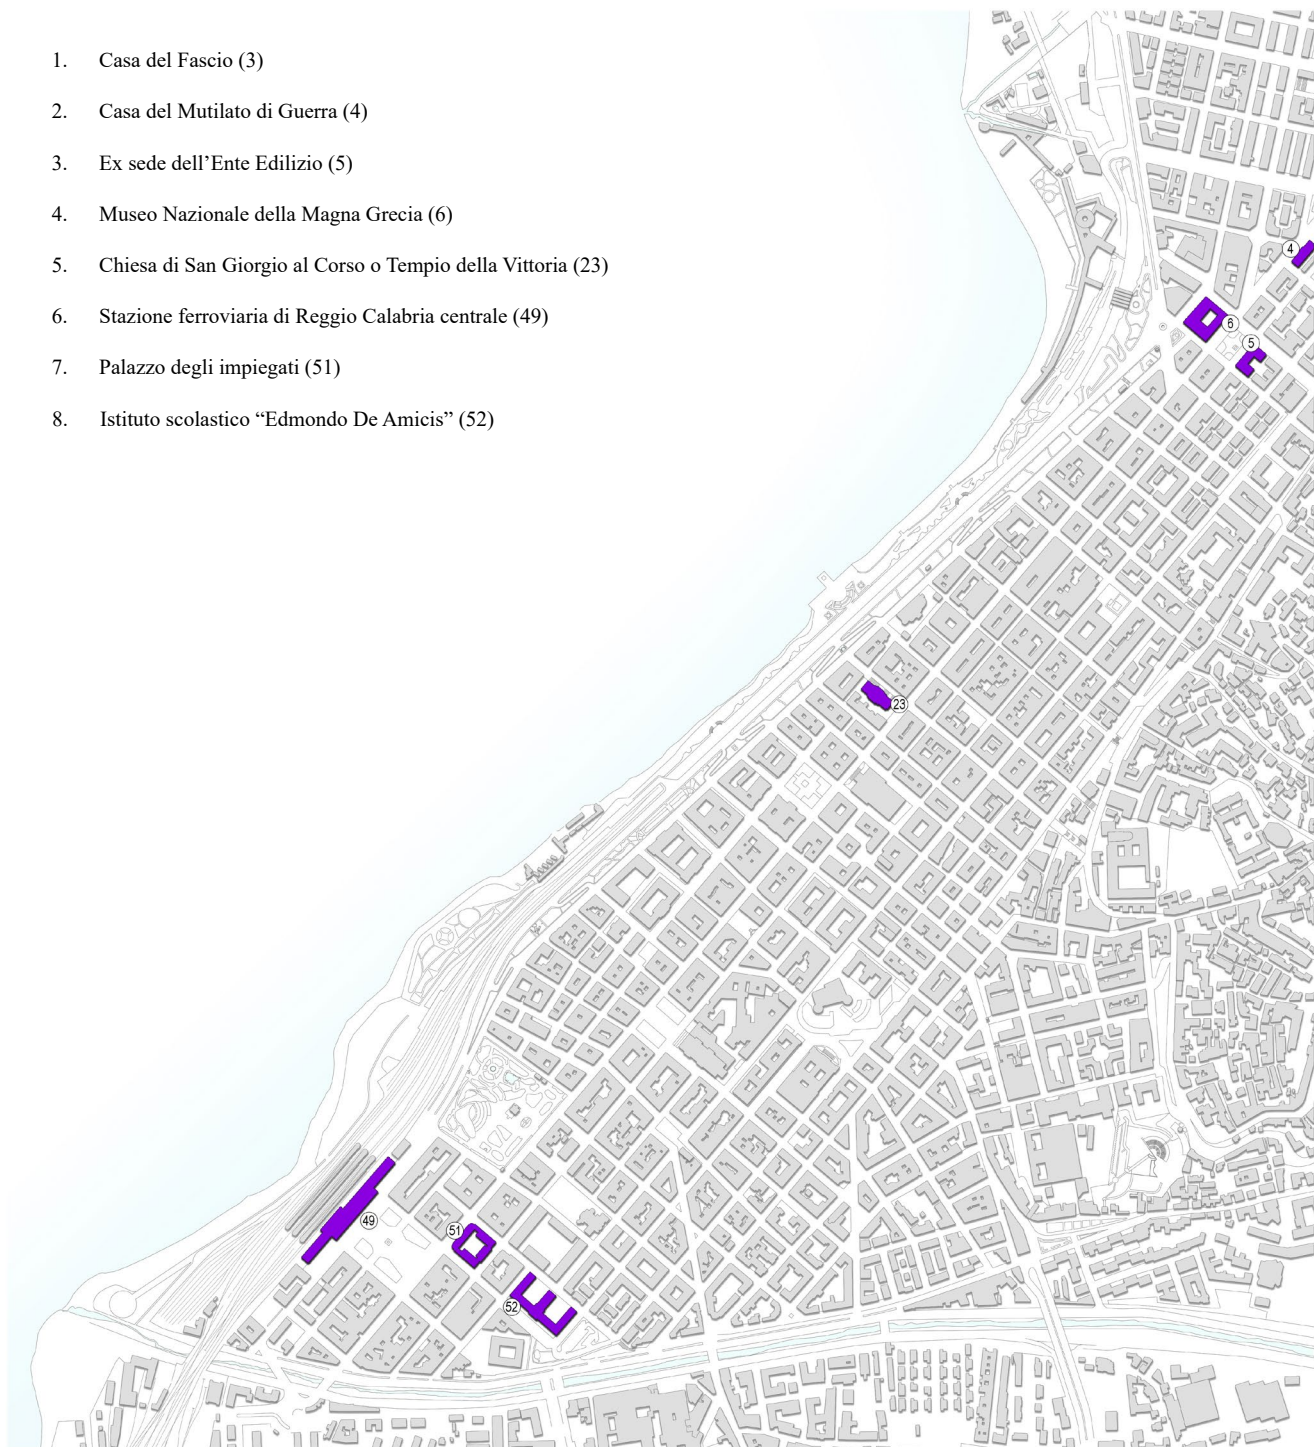 1. Casa del Fascio (3)
2. Casa del Mutilato di Guerra (4)
3. Ex sede dell’Ente Edilizio (5)
4. Museo Nazionale della Magna Grecia (6)
5. Chiesa di San Giorgio al Corso o Tempio della Vittoria (23)
6. Stazione ferroviaria di Reggio Calabria centrale (49)
7. Palazzo degli impiegati (51)
8. Istituto scolastico “Edmondo De Amicis” (52)
4
6
5
23
49
51
52